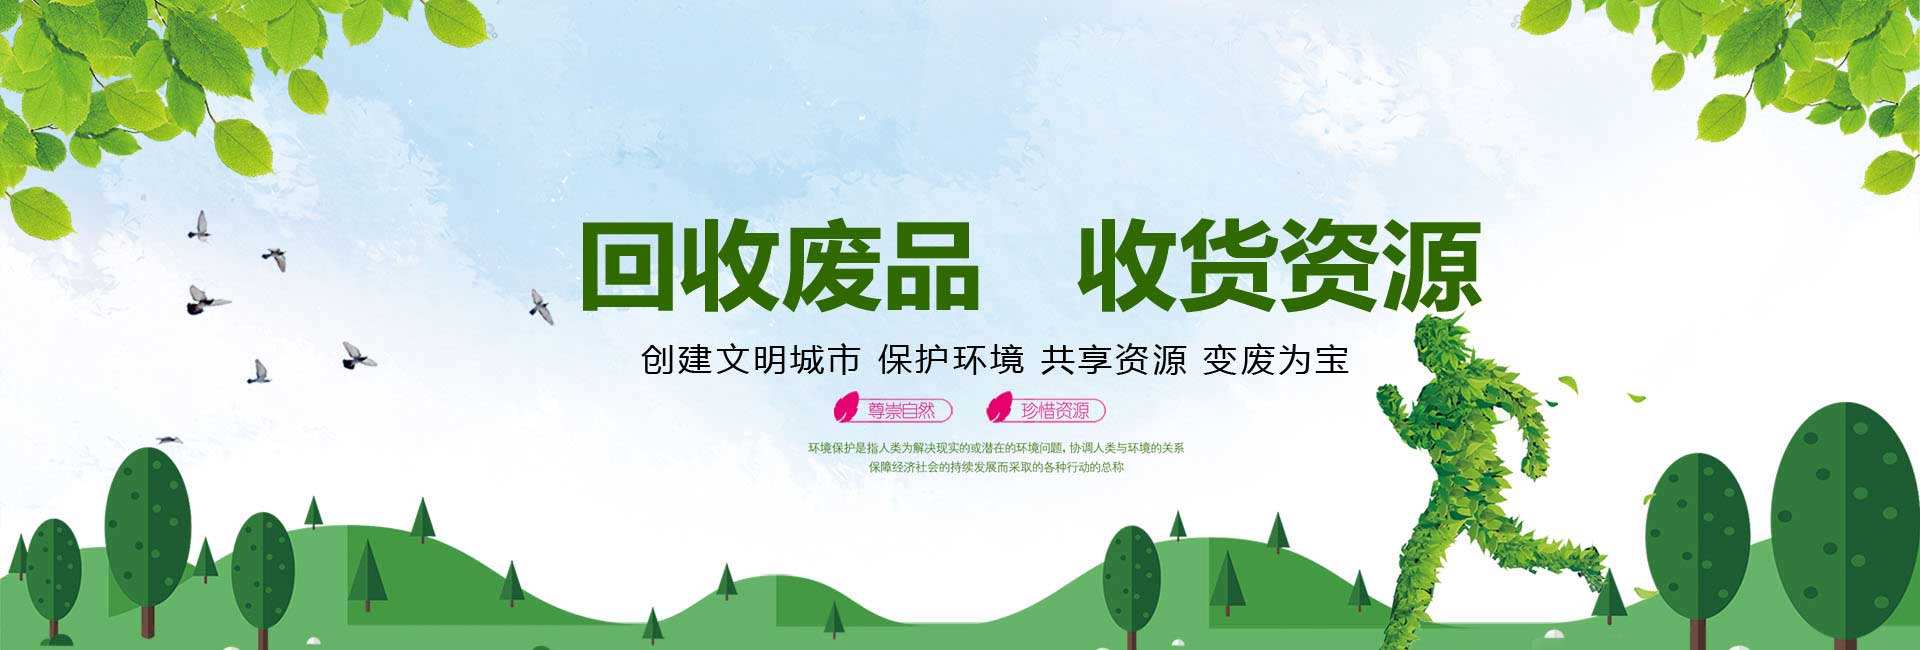 回收废品 收货资源
创建文明城市 保护环境 共享资源 变废为宝
尊崇自然 珍惜资源
环境保护是指人类为解决现实的或潜在的环境问题,协调人类与环境的关系
保障经济社会的持续发展而采取的各种行动的总称